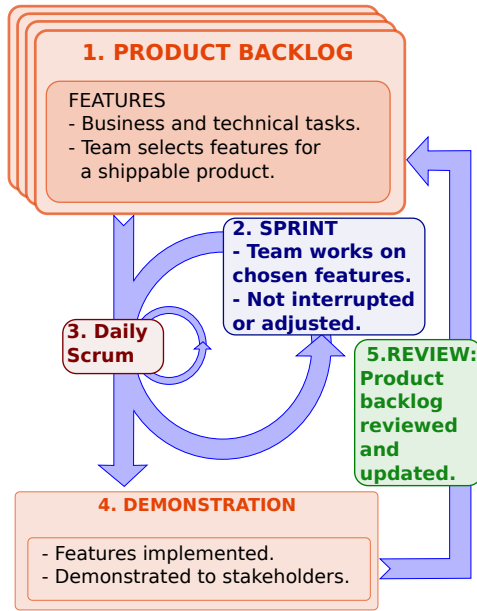 1. PRODUCT BACKLOG
FEATURES
- Business and technical tasks.
- Team selects features for
a shippable product.
2. SPRINT
- Team works on
chosen features.
- Not interrupted
or adjusted.
3. Daily
Scrum
5.REVIEW:
Product
backlog
reviewed
and
updated.
4. DEMONSTRATION
- Features implemented.
- Demonstrated to stakeholders.